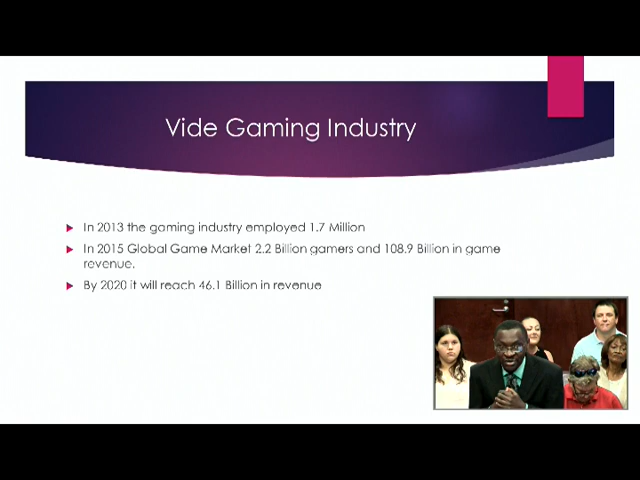 Vide Gaming Industry
In 2013 the gaming industry employed 1.7 Million
In 2015 Global Game Market 2.2 Billion gamers and 108.9 Billion in game
revenue.
By 2020 it will reach 46.1 Billion in revenue